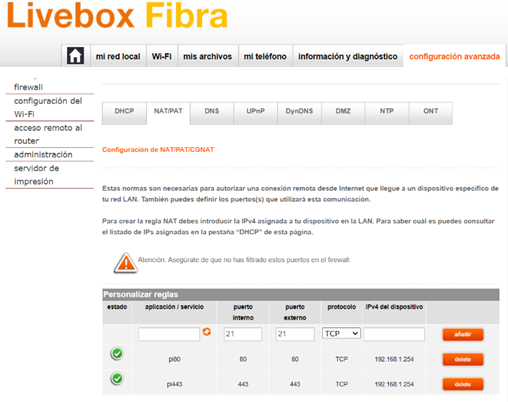 Livebox Fibra
mi red local
Wi-Fi
mis archivos
mi teléfono
información y diagnóstico
configuración avanzada
firewall
configuración del
Wi-Fi
acceso remoto al
router
administración
servidor de
impresión
DHCP
NAT/PAT
DNS
UPnP
DynDNS
DMZ
NTP
ONT
Configuración de NAT/PAT/CGNAT
Estas normas son necesarias para autorizar una conexión remota desde Internet que llegue a un dispositivo específico de
tu red LAN. También puedes definir los puertos(s) que utilizará esta comunicación.
Para crear la regla NAT debes introducir la IPv4 asignada a tu dispositivo en la LAN. Para saber cuál es puedes consultar
el listado de IPs asignadas en la pestaña "DHCP" de esta página.
Atención: Asegúrate de que no has filtrado estos puertos en el firewall.
Personalizar reglas
estado
aplicación / servicio
puerto
interno
puerto
externo
protocolo
IPv4 del dispositivo
21
21
TCP
añadir
pi80
80
80
TCP
192.168.1.254
delete
pi443
443
443
TCP
192.168.1.254
delete